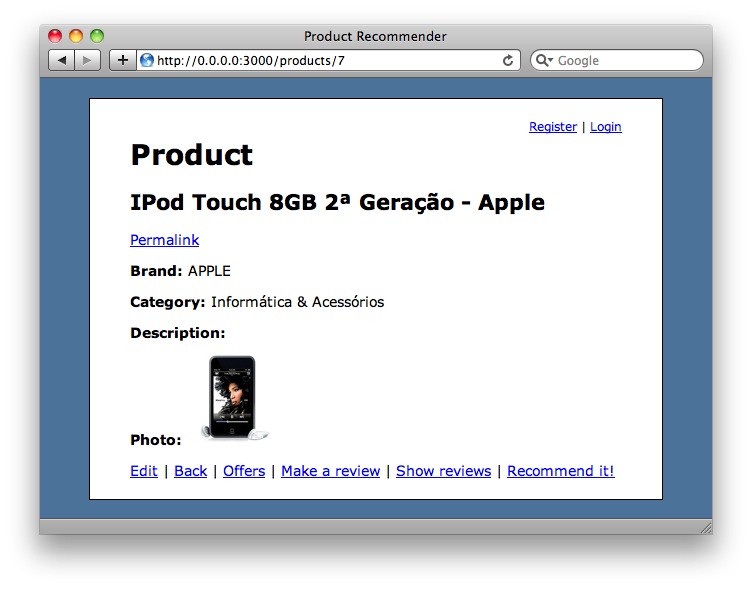 Product Recommender
http://0.0.0.0:3000/products/7
Google
Register | Login
Product
IPod Touch 8GB 2ª Geração - Apple
Permalink
Brand: APPLE
Category: Informática & Acessórios
Description:
Photo:
Edit | Back | Offers | Make a review | Show reviews | Recommend it!